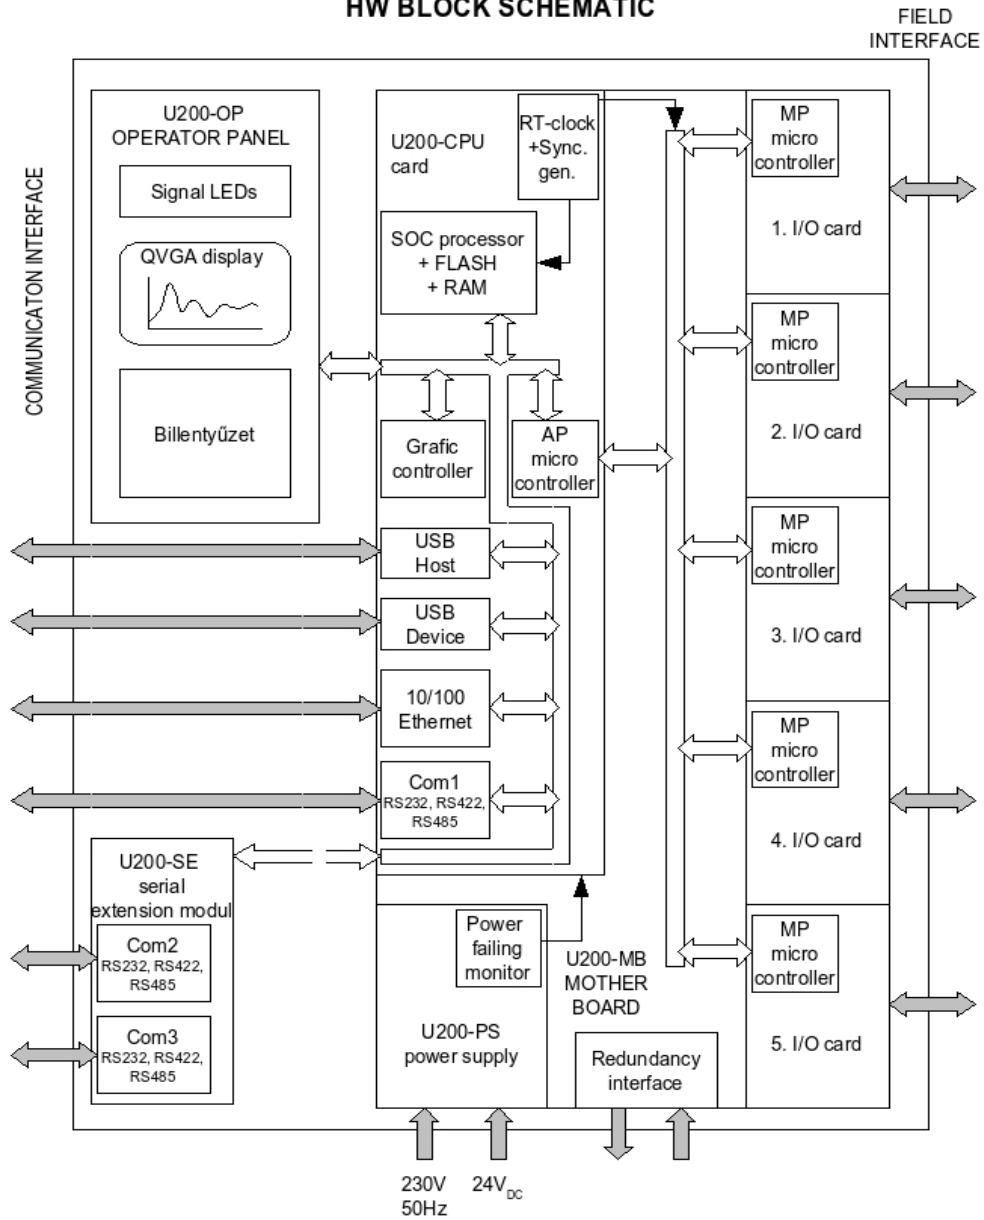 HW BLOCK SCHEMATIC
FIELD
INTERFACE
COMMUNICATON INTERFACE
U200-OP
OPERATOR PANEL
Signal LEDs
QVGA display
Billentyűzet
U200-CPU
card
RT-clock
+Sync.
gen.
SOC processor
+ FLASH
+ RAM
Grafic
controller
AP
micro
controller
USB
Host
USB
Device
10/100
Ethernet
Com1
RS232, RS422,
RS485
U200-SE
serial
extension modul
Com2
RS232, RS422,
RS485
Com3
RS232, RS422,
RS485
Power
failing
monitor
U200-PS
power supply
U200-MB
MOTHER
BOARD
Redundancy
interface
MP
micro
controller
1. I/O card
MP
micro
controller
2. I/O card
MP
micro
controller
3. I/O card
MP
micro
controller
4. I/O card
MP
micro
controller
5. I/O card
230V
50Hz
24VDC